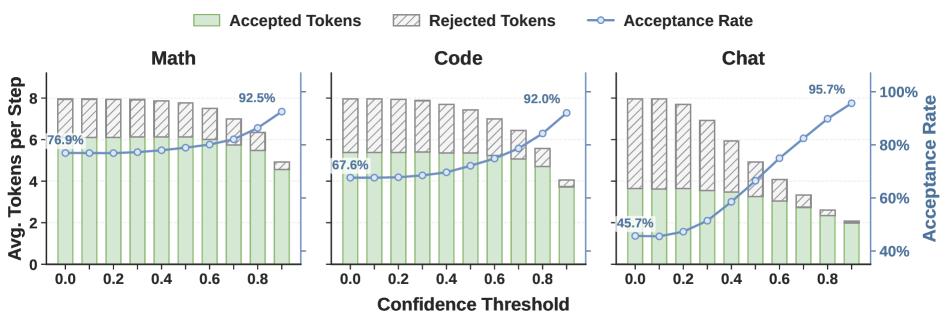 Accepted Tokens Rejected Tokens Acceptance Rate
Math Code Chat
Avg. Tokens per Step
8
6
4
2
0
76.9%
92.5%
0.0 0.2 0.4 0.6 0.8
67.6%
92.0%
0.0 0.2 0.4 0.6 0.8
45.7%
95.7%
0.0 0.2 0.4 0.6 0.8
100%
80%
60%
40%
Acceptance Rate
Confidence Threshold